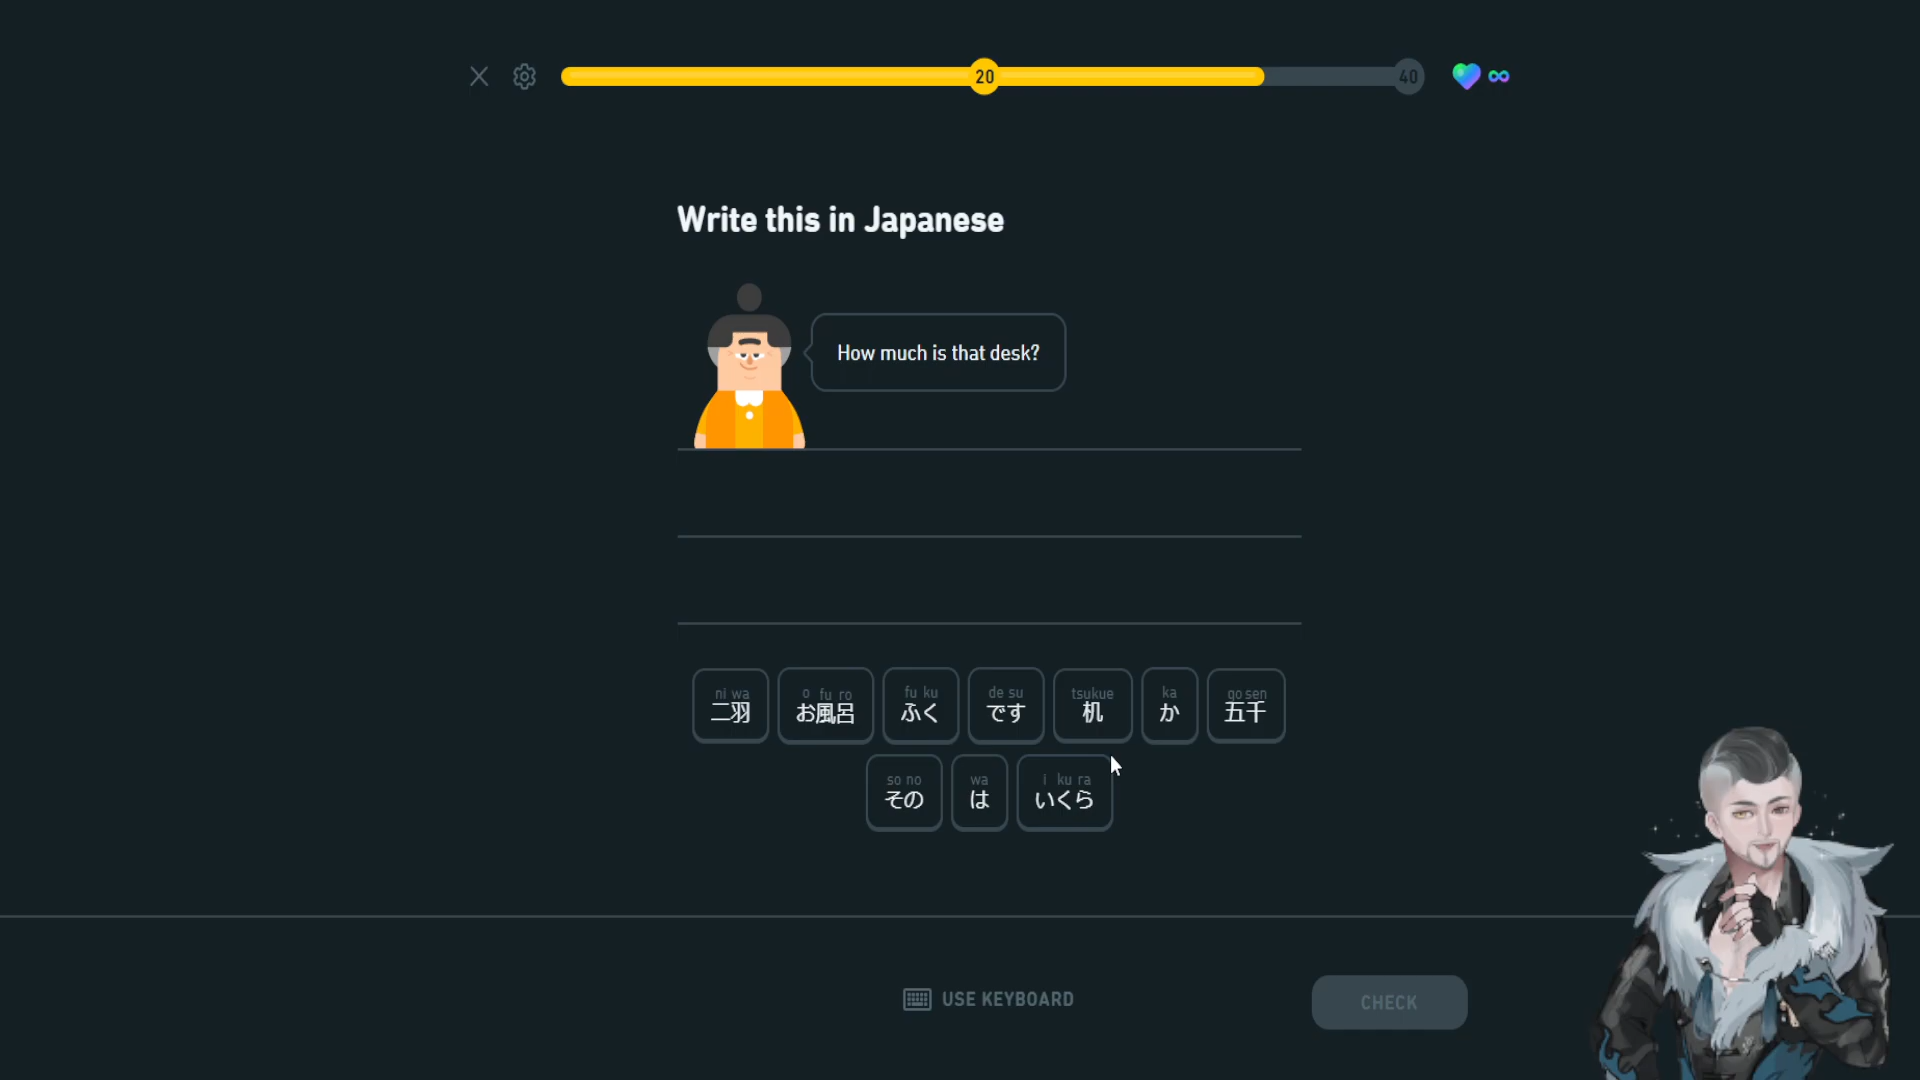 20 40
Write this in Japanese
How much is that desk?
ni wa o fu ro fu ku de su tsukue ka go sen
二羽 お風呂 ふく です 机 か 五千
so no wa i ku ra
その は いくら
USE KEYBOARD CHECK